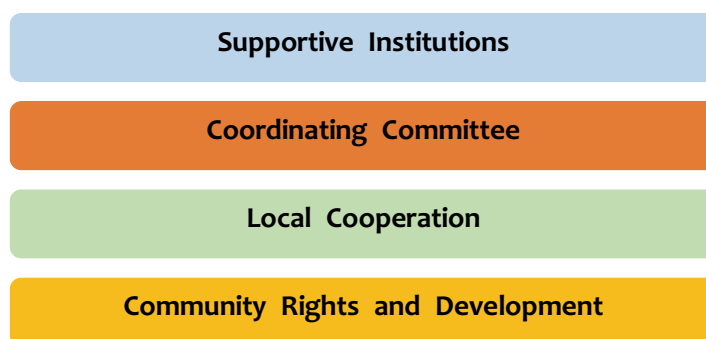 Supportive Institutions
Coordinating Committee
Local Cooperation
Community Rights and Development